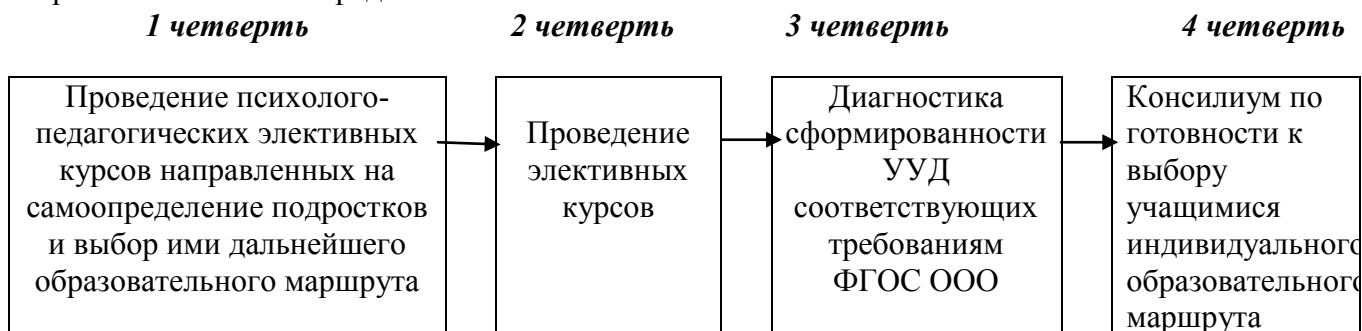 1 четверть
2 четверть
3 четверть
4 четверть
Проведение психолого-
педагогических элективных
курсов направленных на
самоопределение подростков
и выбор ими дальнейшего
образовательного маршрута
Проведение
элективных
курсов
Диагностика
сформированности
УУД
соответствующих
требованиям
ФГОС ООО
Консилиум по
готовности к
выбору
учащимися
индивидуального
образовательного
маршрута